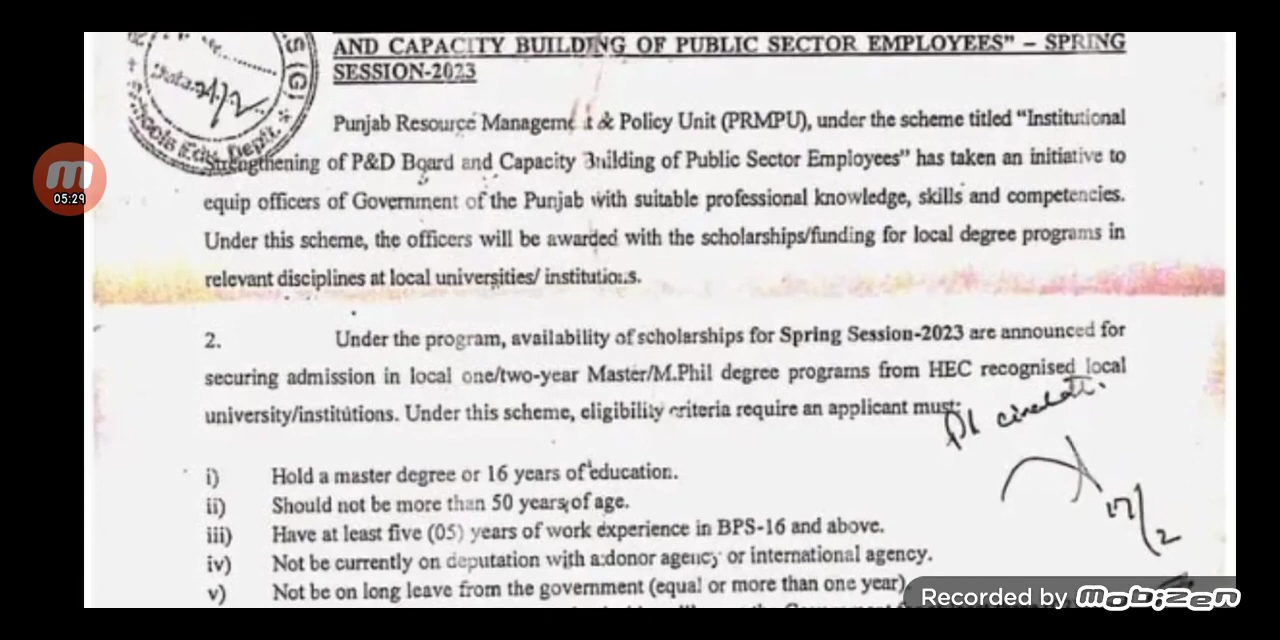 AND CAPACITY BUILDING OF PUBLIC SECTOR EMPLOYEES" – SPRING
SESSION-2023
S (G) *
Schools Edu. Deptt.
Punjab Resource Management & Policy Unit (PRMPU), under the scheme titled "Institutional
Strengthening of P&D Board and Capacity Building of Public Sector Employees" has taken an initiative to
equip officers of Government of the Punjab with suitable professional knowledge, skills and competencies.
Under this scheme, the officers will be awarded with the scholarships/funding for local degree programs in
relevant disciplines at local universities/ institutions.
05:29
2. Under the program, availability of scholarships for Spring Session-2023 are announced for
securing admission in local one/two-year Master/M.Phil degree programs from HEC recognised local
university/institutions. Under this scheme, eligibility criteria require an applicant must:
17/2
i) Hold a master degree or 16 years of education.
ii) Should not be more than 50 years of age.
iii) Have at least five (05) years of work experience in BPS-16 and above.
iv) Not be currently on deputation with a donor agency or international agency.
v) Not be on long leave from the government (equal or more than one year).
Recorded by Mobizen